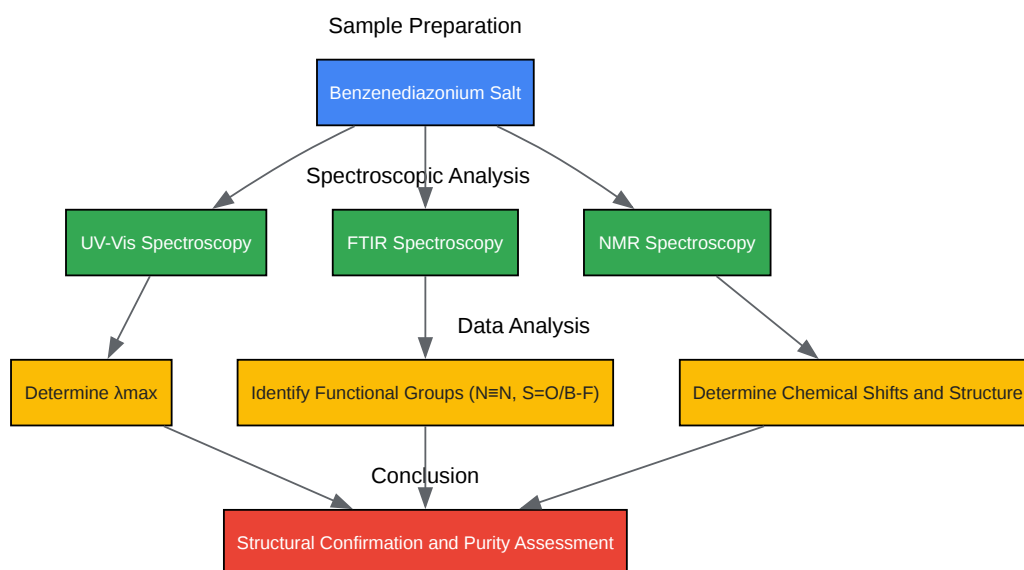 Sample Preparation
Benzenediazonium Salt
Spectroscopic Analysis
UV-Vis Spectroscopy
FTIR Spectroscopy
NMR Spectroscopy
Data Analysis
Determine λmax
Identify Functional Groups (N≡N, S=O/B-F)
Determine Chemical Shifts and Structure
Conclusion
Structural Confirmation and Purity Assessment